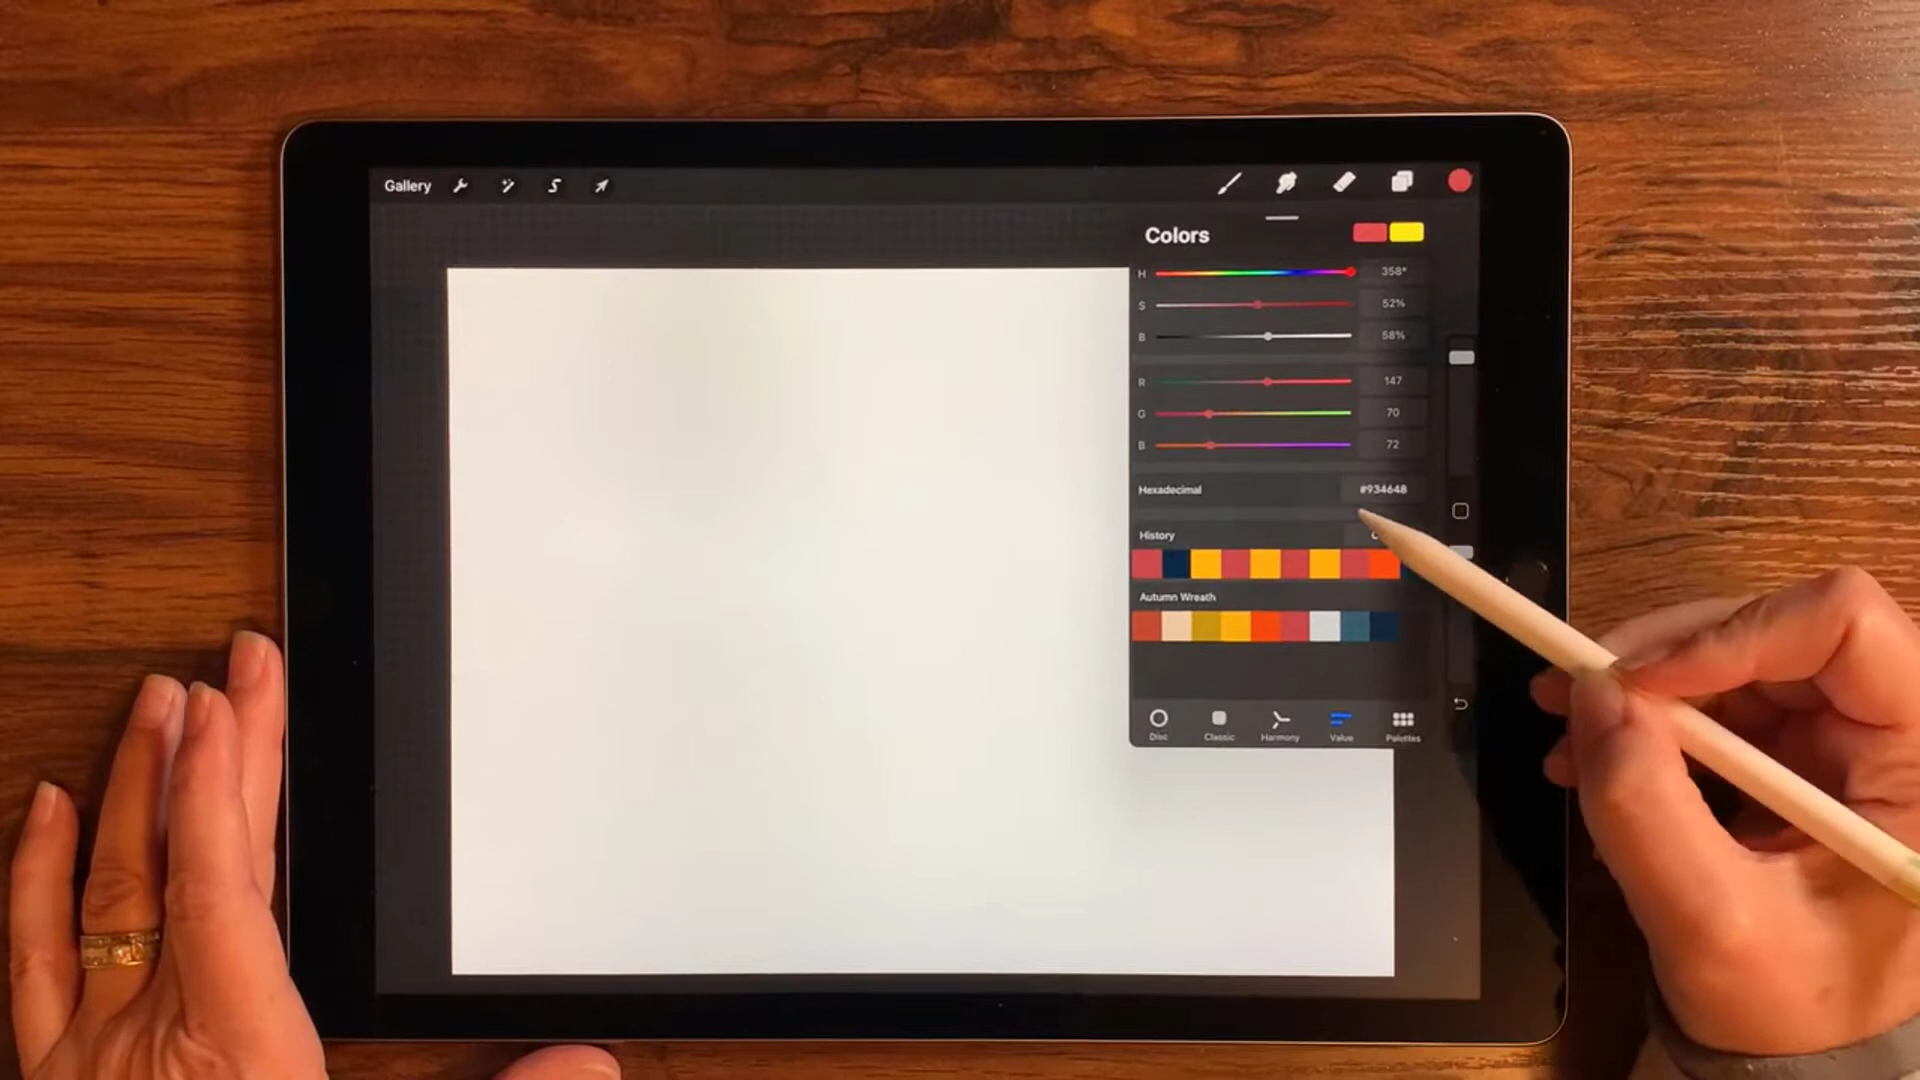 Gallery
Colors
H 358°
S 52%
B 58%
R 147
G 70
B 72
Hexadecimal #934648
History
Autumn Wreath
Disc Classic Harmony Value Palettes